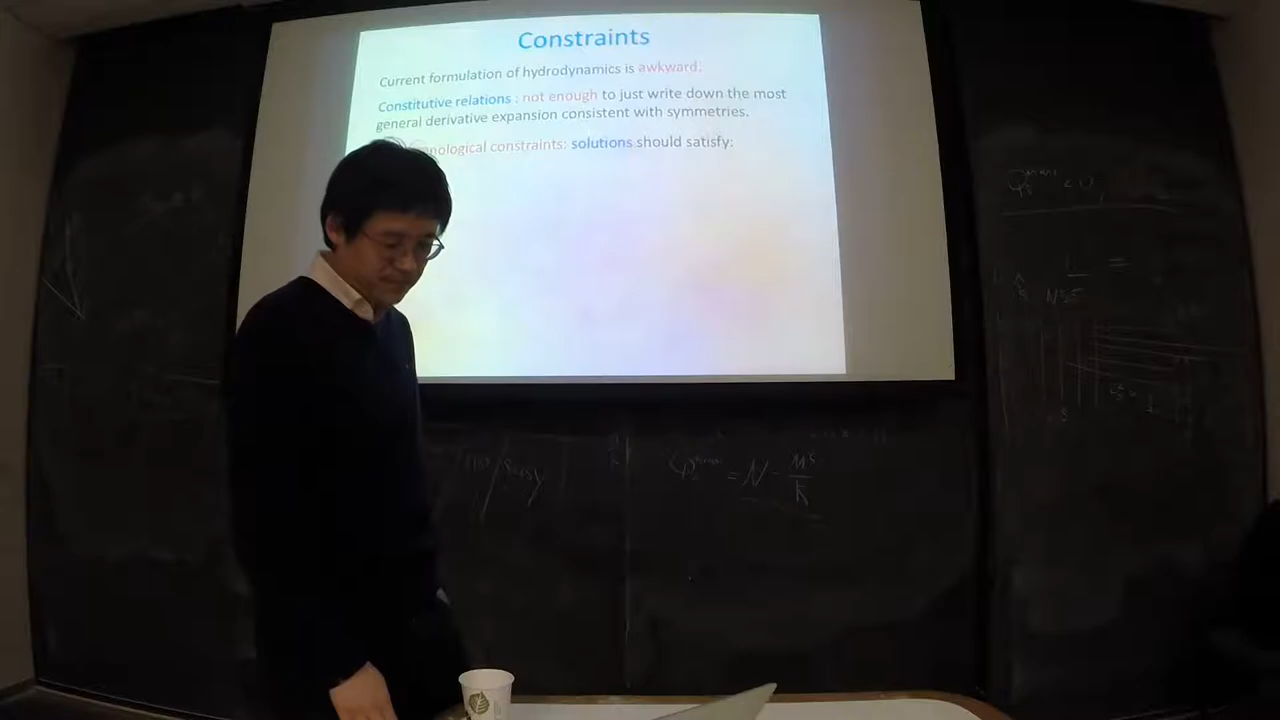 Constraints
Current formulation of hydrodynamics is awkward.
Constitutive relations : not enough to just write down the most
general derivative expansion consistent with symmetries.
nological constraints: solutions should satisfy:
L =
Susy
= N -